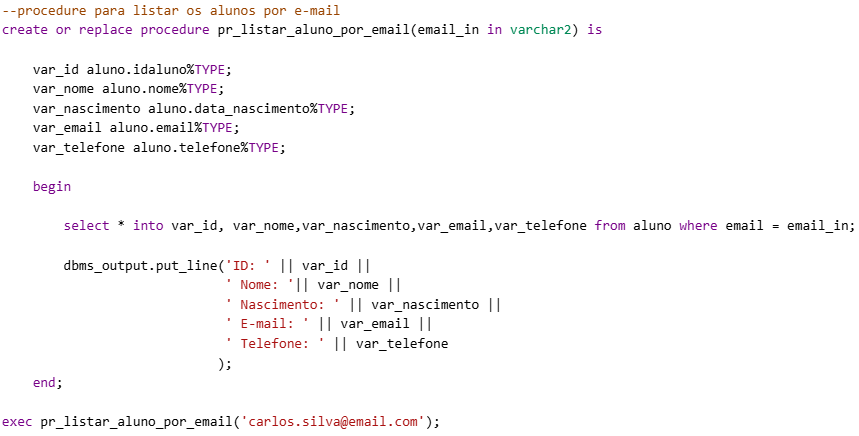 --procedure para listar os alunos por e-mail
create or replace procedure pr_listar_aluno_por_email(email_in in varchar2) is
var_id aluno.idaluno%TYPE;
var_nome aluno.nome%TYPE;
var_nascimento aluno.data_nascimento%TYPE;
var_email aluno.email%TYPE;
var_telefone aluno.telefone%TYPE;
begin
select * into var_id, var_nome,var_nascimento,var_email,var_telefone from aluno where email = email_in;
dbms_output.put_line('ID: ' || var_id ||
' Nome: '|| var_nome ||
' Nascimento: ' || var_nascimento ||
' E-mail: ' || var_email ||
' Telefone: ' || var_telefone
);
end;
exec pr_listar_aluno_por_email('carlos.silva@email.com');